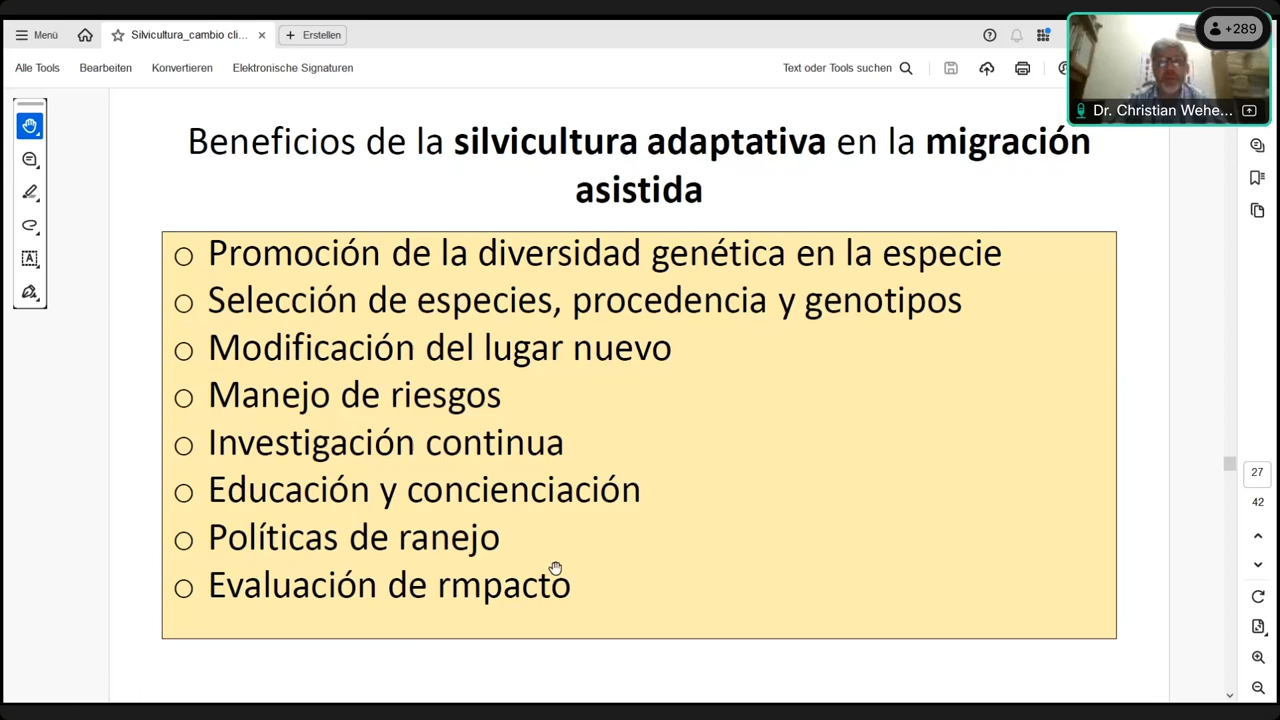 Menü
Silvicultura_cambio cli...
Erstellen
+289
Alle Tools
Bearbeiten
Konvertieren
Elektronische Signaturen
Text oder Tools suchen
Dr. Christian Wehe...
Beneficios de la silvicultura adaptativa en la migración
asistida
Promoción de la diversidad genética en la especie
Selección de especies, procedencia y genotipos
Modificación del lugar nuevo
Manejo de riesgos
Investigación continua
Educación y concienciación
Políticas de ranejo
Evaluación de rmpacto
27
42